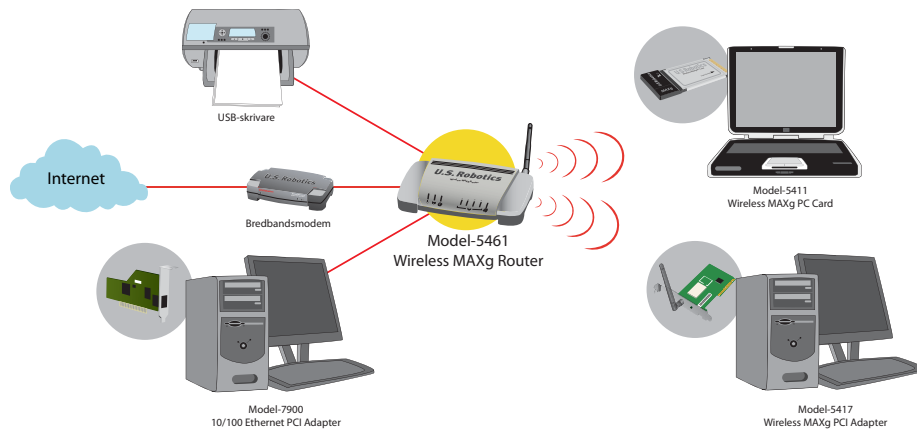 USB-skrivare
Internet
U.S. Robotics
Bredbandsmodem
U.S. Robotics
Model-5461
Wireless MAXg Router
Model-5411
Wireless MAXg PC Card
Model-7900
10/100 Ethernet PCI Adapter
Model-5417
Wireless MAXg PCI Adapter